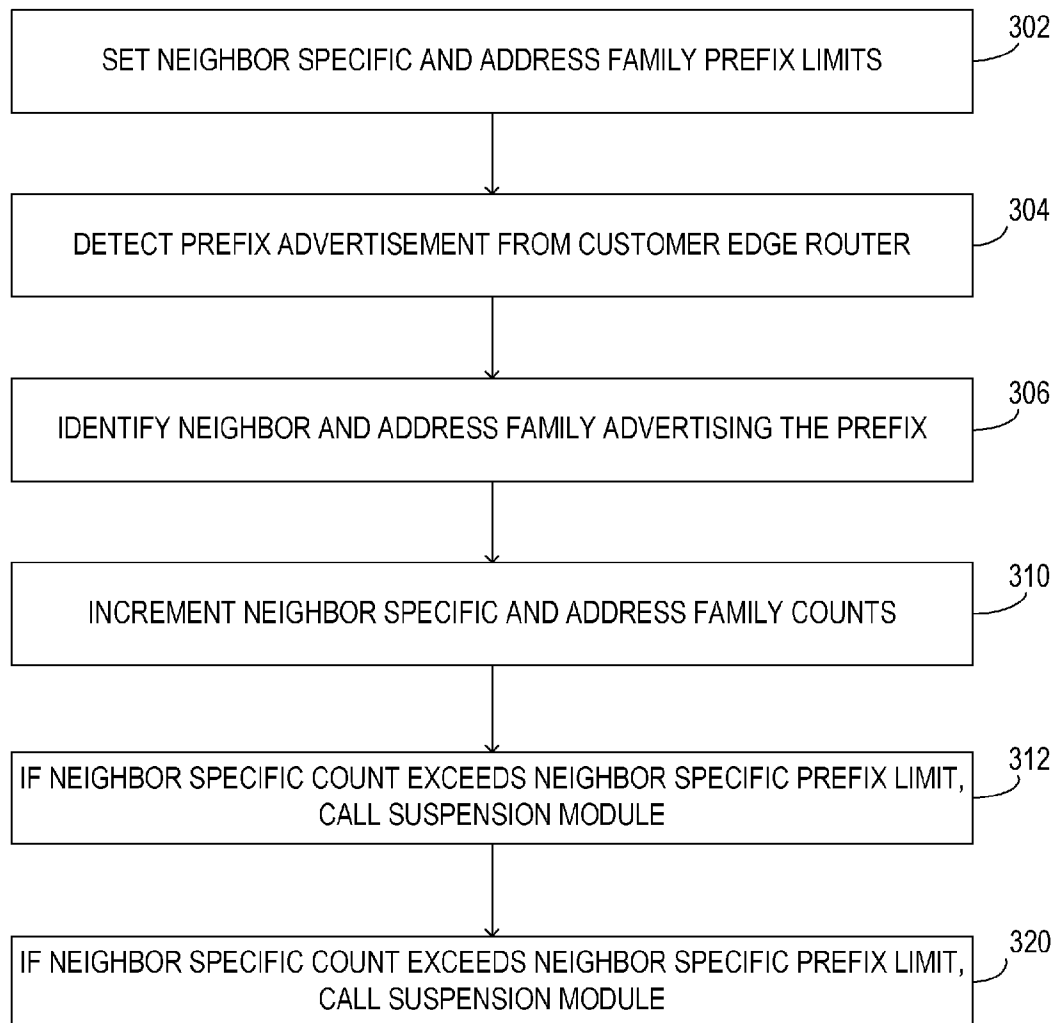 SET NEIGHBOR SPECIFIC AND ADDRESS FAMILY PREFIX LIMITS
302
DETECT PREFIX ADVERTISEMENT FROM CUSTOMER EDGE ROUTER
304
IDENTIFY NEIGHBOR AND ADDRESS FAMILY ADVERTISING THE PREFIX
306
INCREMENT NEIGHBOR SPECIFIC AND ADDRESS FAMILY COUNTS
310
IF NEIGHBOR SPECIFIC COUNT EXCEEDS NEIGHBOR SPECIFIC PREFIX LIMIT,
CALL SUSPENSION MODULE
312
IF NEIGHBOR SPECIFIC COUNT EXCEEDS NEIGHBOR SPECIFIC PREFIX LIMIT,
CALL SUSPENSION MODULE
320